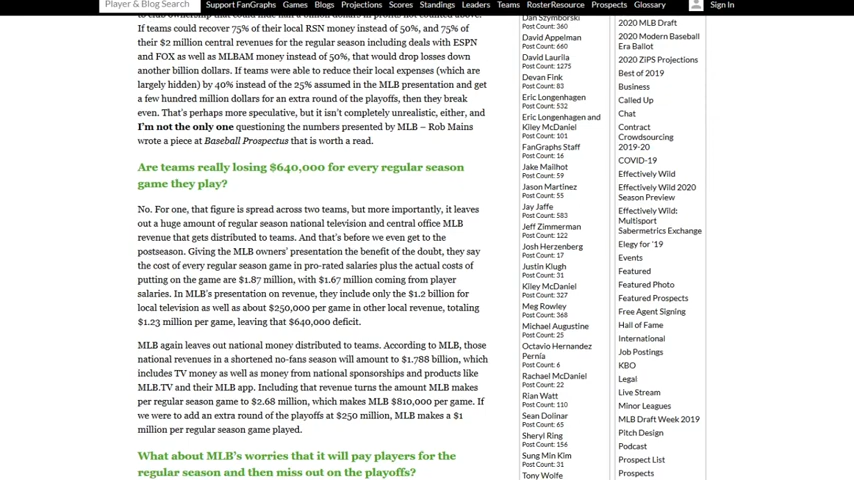 Player & Blog Search
Support FanGraphs Games Blogs Projections Scores Standings Leaders Teams RosterResource Prospects Glossary Sign In
to club ownership that could hide half a billion dollars in profits not counted above.
If teams could recover 75% of their local RSN money instead of 50%, and 75% of
their $2 million central revenues for the regular season including deals with ESPN
and FOX as well as MLBAM money instead of 50%, that would drop losses down
another billion dollars. If teams were able to reduce their local expenses (which are
largely hidden) by 40% instead of the 25% assumed in the MLB presentation and get
a few hundred million dollars for an extra round of the playoffs, then they break
even. That's perhaps more speculative, but it isn't completely unrealistic, either, and
I'm not the only one questioning the numbers presented by MLB – Rob Mains
wrote a piece at Baseball Prospectus that is worth a read.
Are teams really losing $640,000 for every regular season
game they play?
No. For one, that figure is spread across two teams, but more importantly, it leaves
out a huge amount of regular season national television and central office MLB
revenue that gets distributed to teams. And that's before we even get to the
postseason. Giving the MLB owners' presentation the benefit of the doubt, they say
the cost of every regular season game in pro-rated salaries plus the actual costs of
putting on the game are $1.87 million, with $1.67 million coming from player
salaries. In MLB's presentation on revenue, they include only the $1.2 billion for
local television as well as about $250,000 per game in other local revenue, totaling
$1.23 million per game, leaving that $640,000 deficit.
MLB again leaves out national money distributed to teams. According to MLB, those
national revenues in a shortened no-fans season will amount to $1.788 billion, which
includes TV money as well as money from national sponsorships and products like
MLB.TV and their MLB app. Including that revenue turns the amount MLB makes
per regular season game to $2.68 million, which makes MLB $810,000 per game. If
we were to add an extra round of the playoffs at $250 million, MLB makes a $1
million per regular season game played.
What about MLB's worries that it will pay players for the
regular season and then miss out on the playoffs?
Dan Szymborski
Post Count: 360
David Appelman
Post Count: 660
David Laurila
Post Count: 1275
Devan Fink
Post Count: 83
Eric Longenhagen
Post Count: 532
Eric Longenhagen and
Kiley McDaniel
Post Count: 101
FanGraphs Staff
Post Count: 16
Jake Mailhot
Post Count: 59
Jason Martinez
Post Count: 55
Jay Jaffe
Post Count: 583
Jeff Zimmerman
Post Count: 122
Josh Herzenberg
Post Count: 17
Justin Klugh
Post Count: 31
Kiley McDaniel
Post Count: 327
Meg Rowley
Post Count: 368
Michael Augustine
Post Count: 25
Octavio Hernandez
Pernía
Post Count: 6
Rachael McDaniel
Post Count: 22
Rian Watt
Post Count: 110
Sean Dolinar
Post Count: 65
Sheryl Ring
Post Count: 156
Sung Min Kim
Post Count: 31
Tony Wolfe
2020 MLB Draft
2020 Modern Baseball
Era Ballot
2020 ZiPS Projections
Best of 2019
Business
Called Up
Chat
Contract
Crowdsourcing
2019-20
COVID-19
Effectively Wild
Effectively Wild 2020
Season Preview
Effectively Wild:
Multisport
Sabermetrics Exchange
Elegy for '19
Events
Featured
Featured Photo
Featured Prospects
Free Agent Signing
Hall of Fame
International
Job Postings
KBO
Legal
Live Stream
Minor Leagues
MLB Draft Week 2019
Pitch Design
Podcast
Prospect List
Prospects